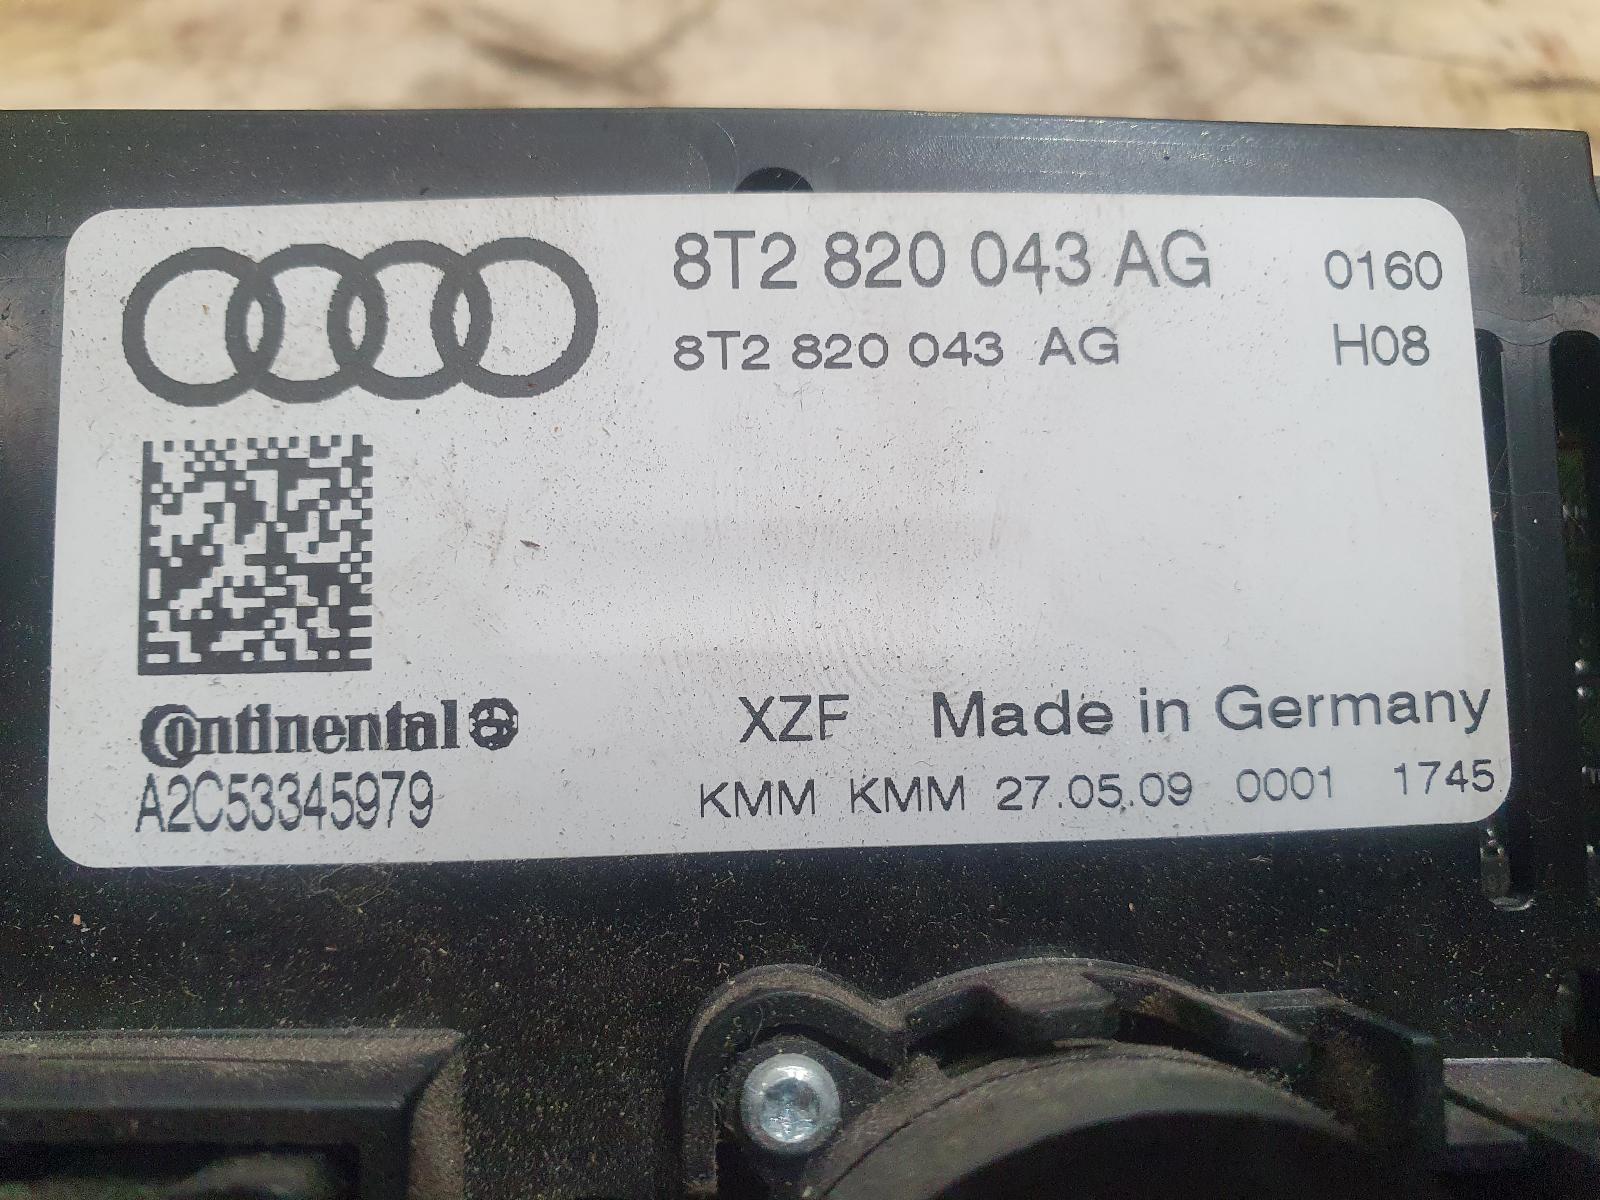 8T2 820 043 AG 0160
8T2 820 043 AG H08
Continental
A2C53345979
XZF Made in Germany
KMM KMM 27.05.09 0001 1745